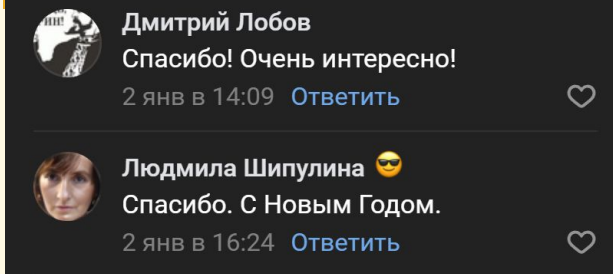 ИН!
Дмитрий Лобов
Спасибо! Очень интересно!
2 янв в 14:09 Ответить
Людмила Шипулина 😎
Спасибо. С Новым Годом.
2 янв в 16:24 Ответить